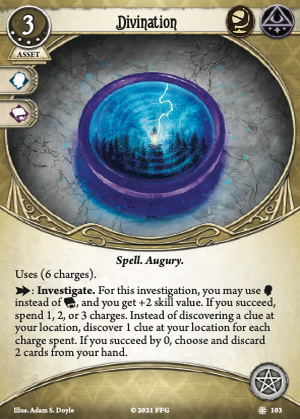 Divination
3
ASSET
Spell. Augury.
Uses (6 charges).
: Investigate. For this investigation, you may use
instead of , and you get +2 skill value. If you succeed,
spend 1, 2, or 3 charges. Instead of discovering a clue at
your location, discover 1 clue at your location for each
charge spent. If you succeed by 0, choose and discard
2 cards from your hand.
Illus. Adam S. Doyle
© 2021 FFG
103